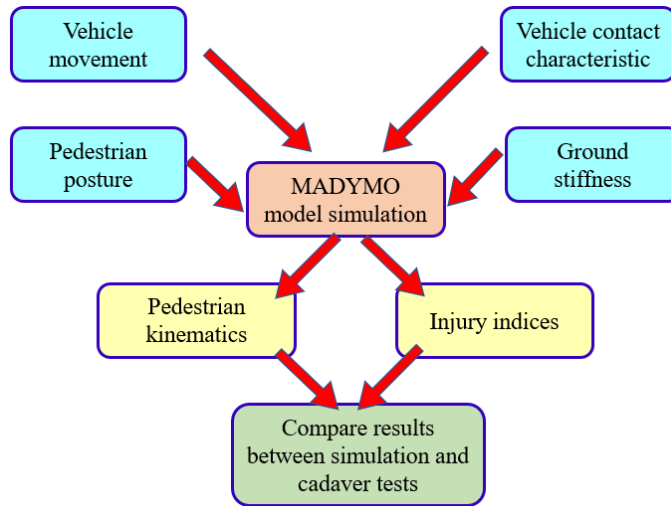 Vehicle
movement
Vehicle contact
characteristic
Pedestrian
posture
Ground
stiffness
MADYMO
model simulation
Pedestrian
kinematics
Injury indices
Compare results
between simulation and
cadaver tests